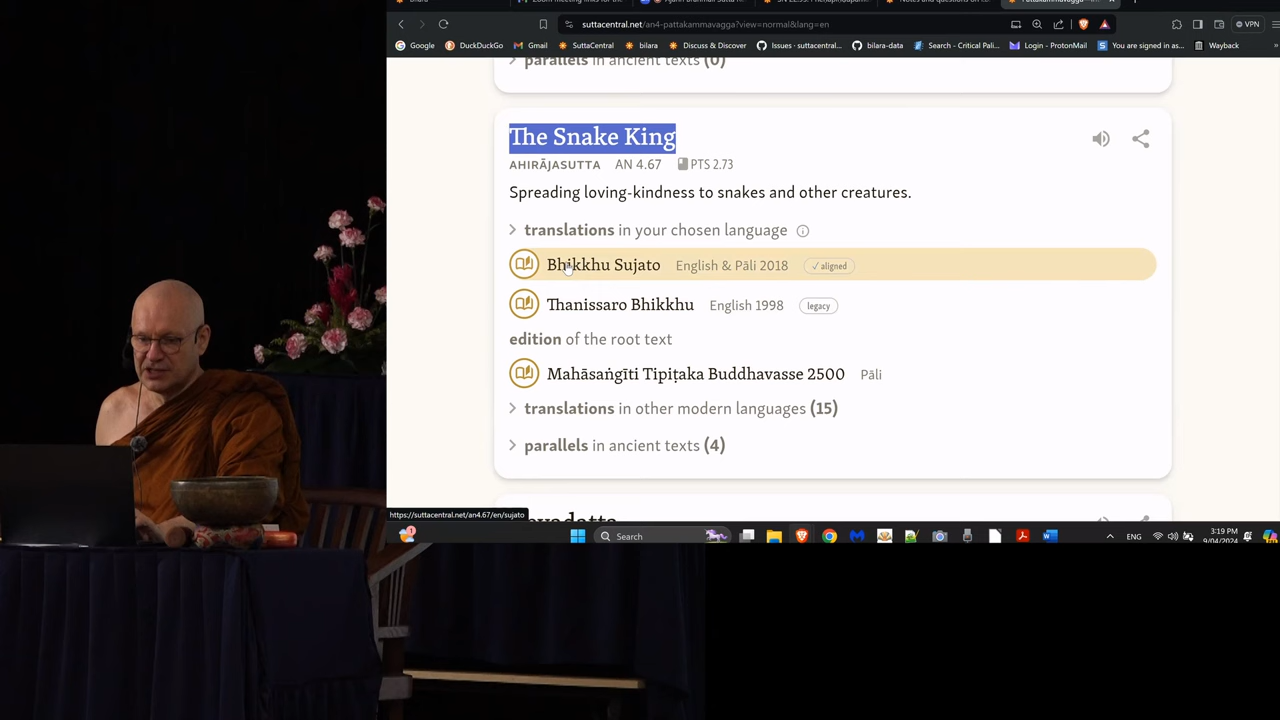 suttacentral.net/an4-pattakammavagga?view=normal&lang=en
VPN
Google DuckDuckGo Gmail SuttaCentral bilara Discuss & Discover Issues · suttacentral... bilara-data Search - Critical Pali... Login - ProtonMail You are signed in as... Wayback
parallels in ancient texts (0)
The Snake King
AHIRĀJASUTTA AN 4.67 PTS 2.73
Spreading loving-kindness to snakes and other creatures.
translations in your chosen language
Bhikkhu Sujato English & Pāli 2018 ✓ aligned
Thanissaro Bhikkhu English 1998 legacy
edition of the root text
Mahāsaṅgīti Tipiṭaka Buddhavasse 2500 Pāli
translations in other modern languages (15)
parallels in ancient texts (4)
https://suttacentral.net/an4.67/en/sujato
Search
ENG
3:19 PM
9/04/2024